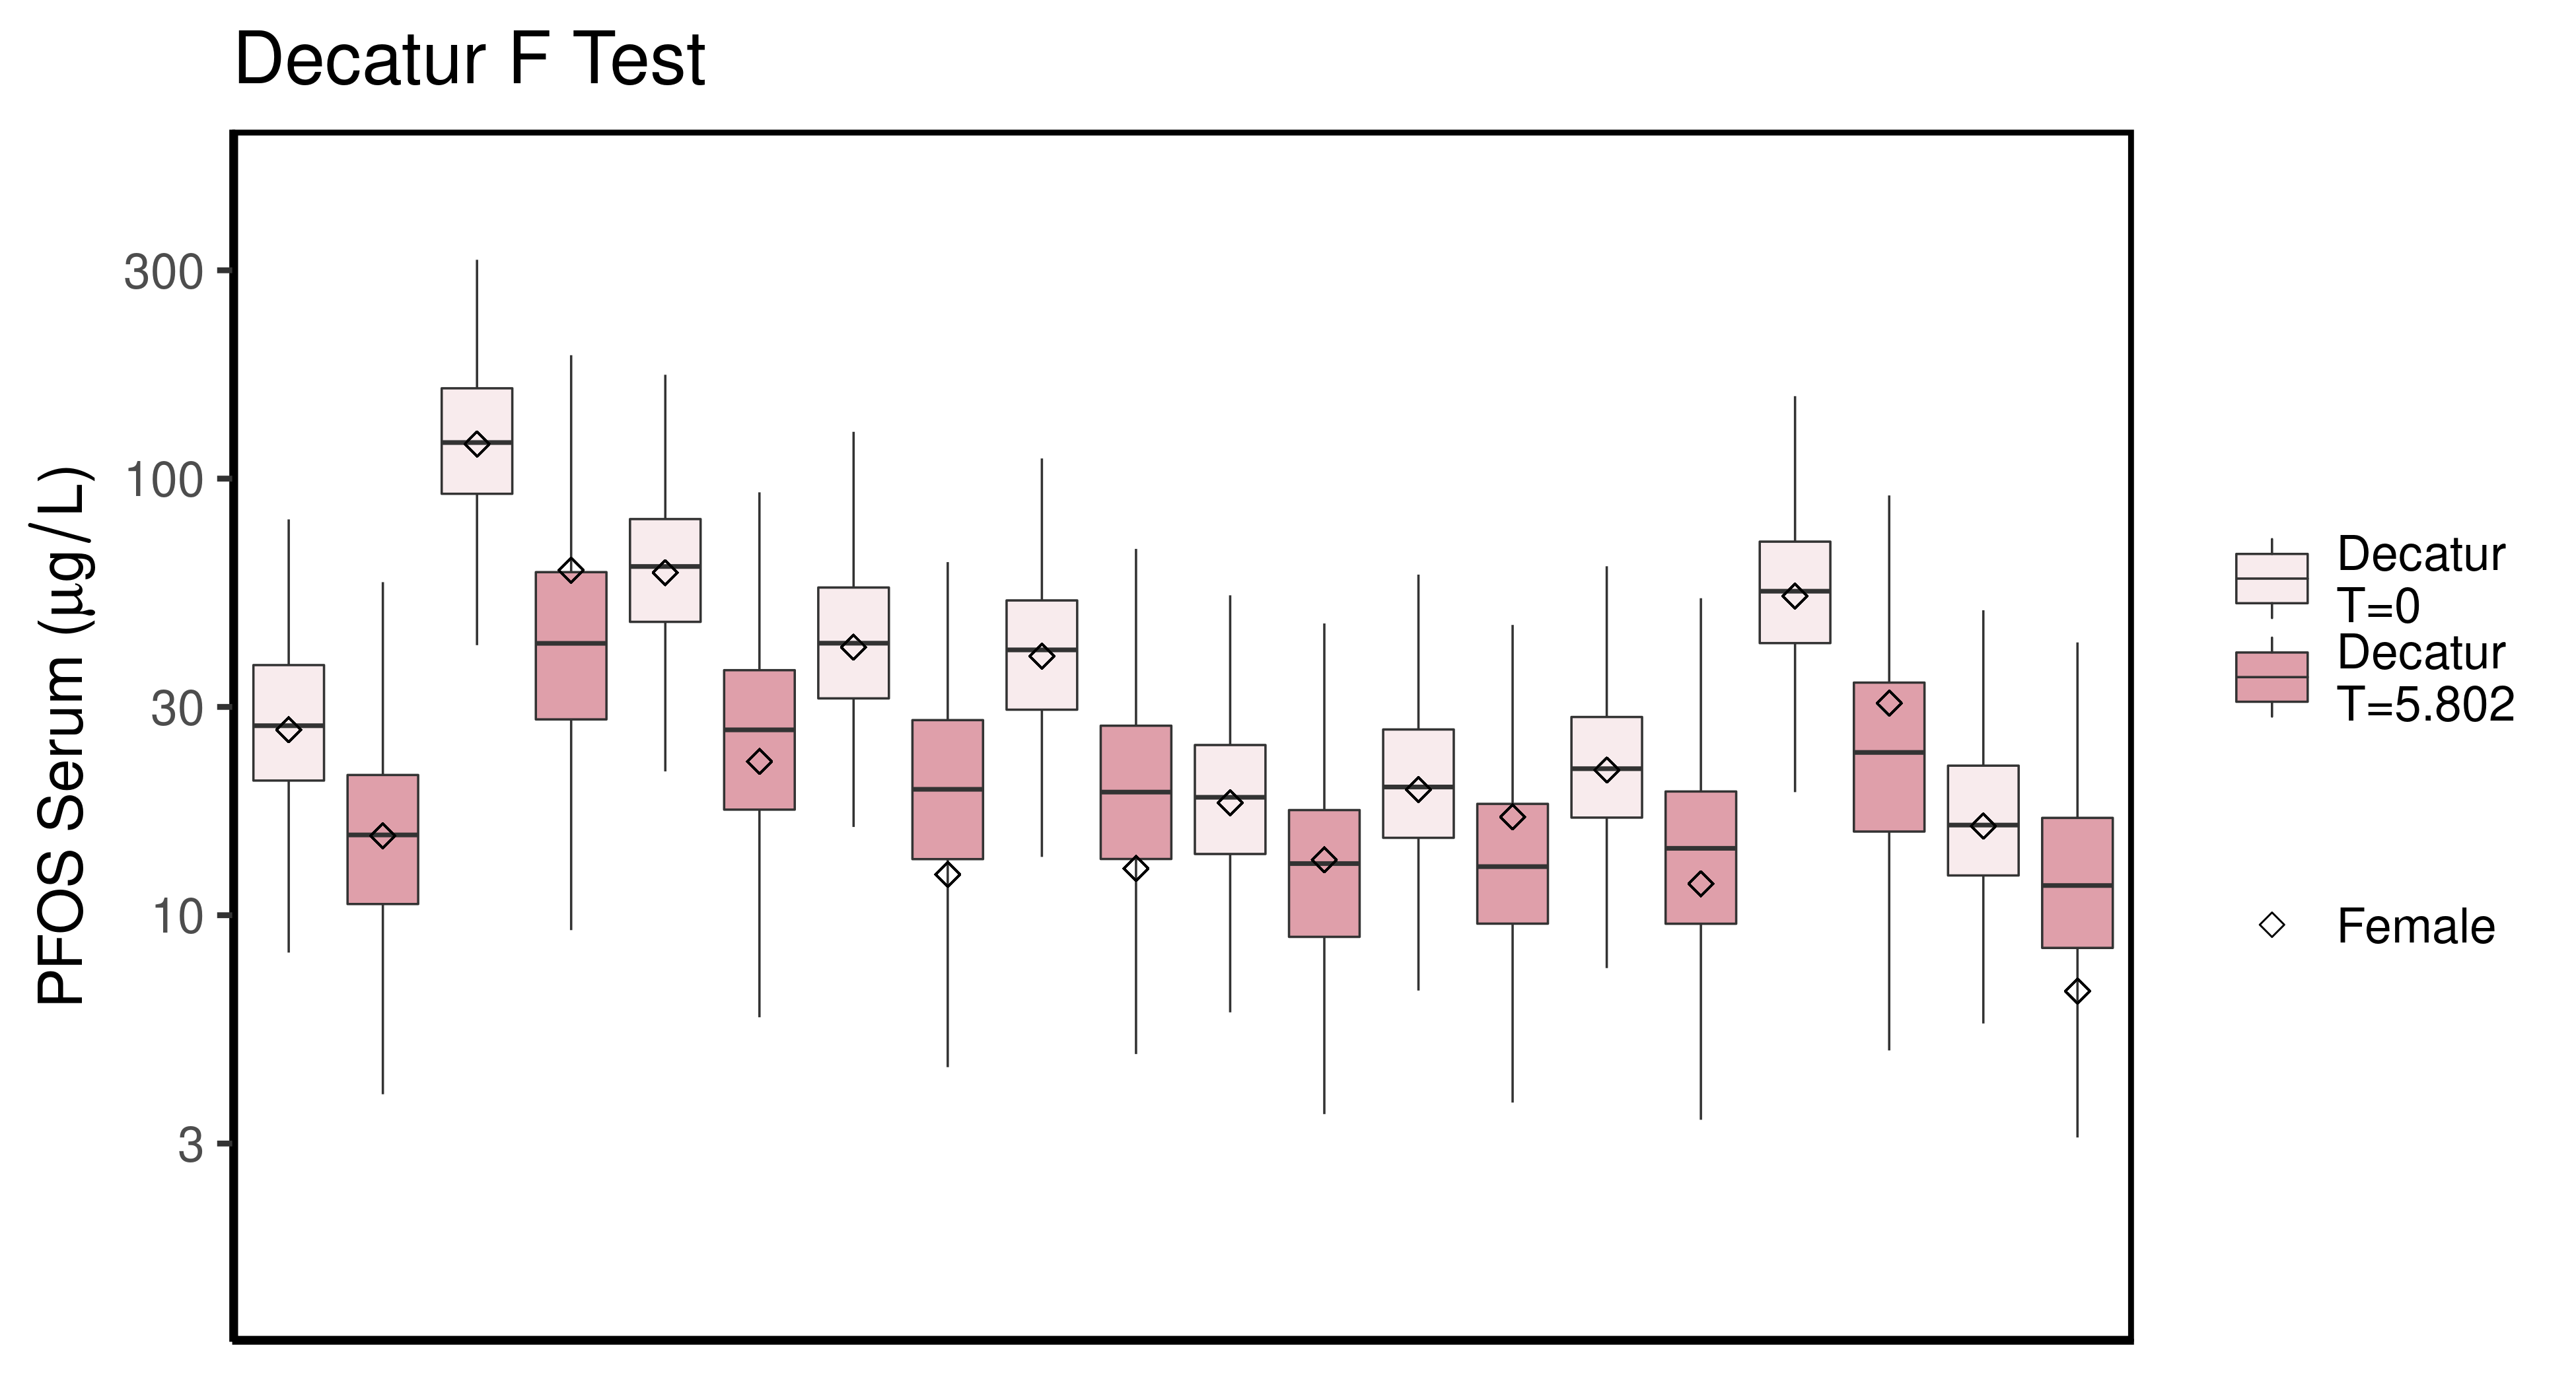 Decatur F Test
PFOS Serum (μg/L)
300
100
30
10
3
Decatur
T=0
Decatur
T=5.802
Female